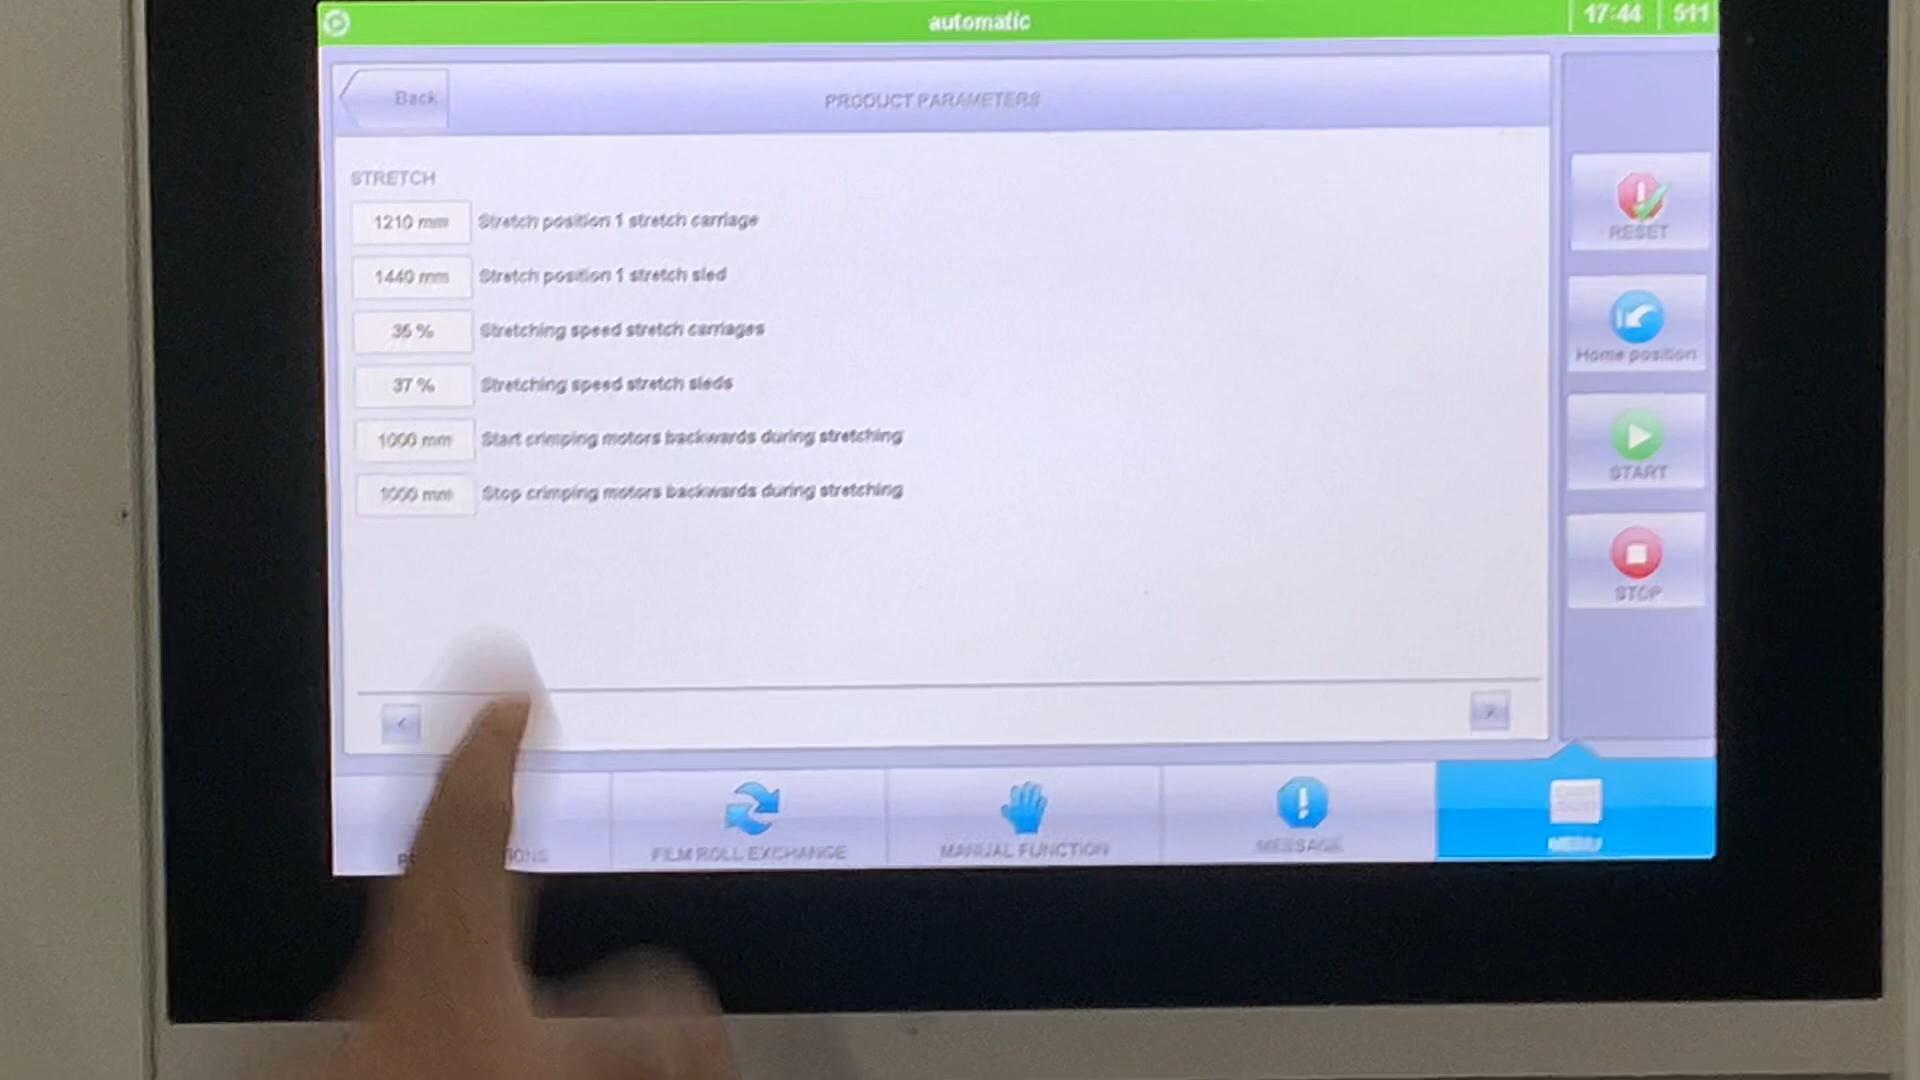 automatic
17:44
511
Back
PRODUCT PARAMETERS
STRETCH
1210 mm Stretch position 1 stretch carriage
1440 mm Stretch position 1 stretch sled
35 % Stretching speed stretch carriages
37 % Stretching speed stretch sleds
1000 mm Start crimping motors backwards during stretching
1000 mm Stop crimping motors backwards during stretching
RESET
Home position
START
STOP
<
>
FILM ROLL EXCHANGE
MANUAL FUNCTION
MESSAGE
MENU